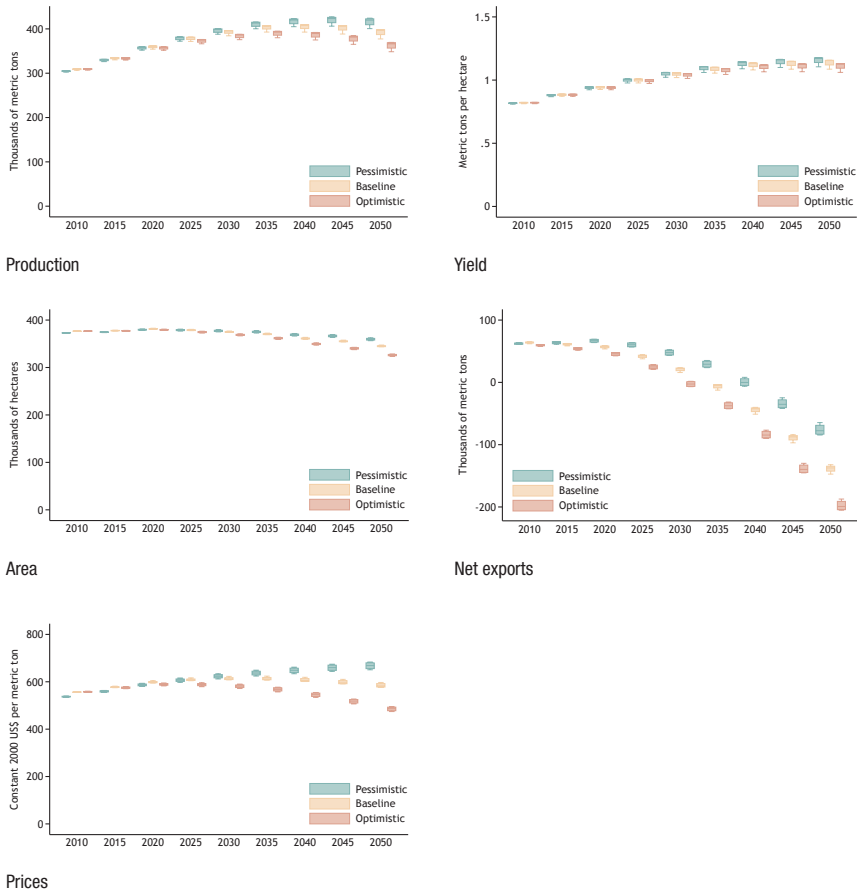 Thousands of metric tons
400
300
200
100
0
Pessimistic
Baseline
Optimistic
2010 2015 2020 2025 2030 2035 2040 2045 2050
Production
Metric tons per hectare
1.5
1
.5
0
Pessimistic
Baseline
Optimistic
2010 2015 2020 2025 2030 2035 2040 2045 2050
Yield
Thousands of hectares
400
300
200
100
0
Pessimistic
Baseline
Optimistic
2010 2015 2020 2025 2030 2035 2040 2045 2050
Area
Thousands of metric tons
100
0
-100
-200
Pessimistic
Baseline
Optimistic
2010 2015 2020 2025 2030 2035 2040 2045 2050
Net exports
Constant 2000 US$ per metric ton
800
600
400
200
0
Pessimistic
Baseline
Optimistic
2010 2015 2020 2025 2030 2035 2040 2045 2050
Prices